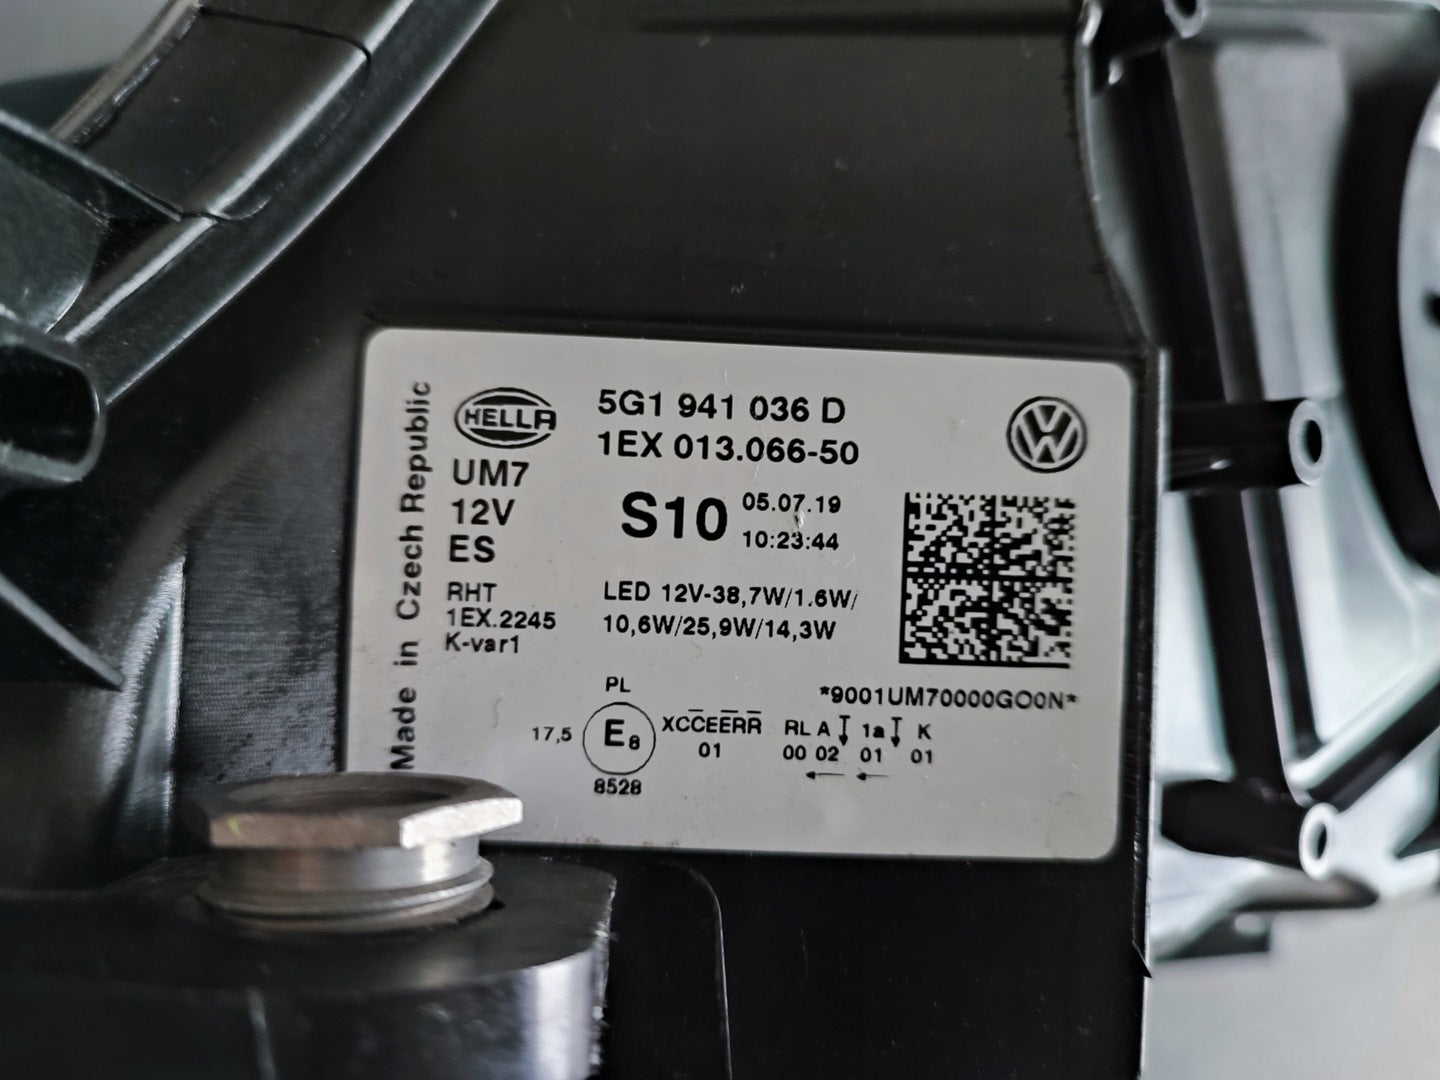 Made in Czech Republic
HELLA
5G1 941 036 D
1EX 013.066-50
UM7
12V
ES
S10
05.07.19
10:23:44
RHT
1EX.2245
K-var1
LED 12V-38,7W/1.6W/
10,6W/25,9W/14,3W
*9001UM70000GO0N*
PL
17,5
E8
8528
XCC̅EE̅R̅R̅
01
RL A 1a K
00 02 01 01